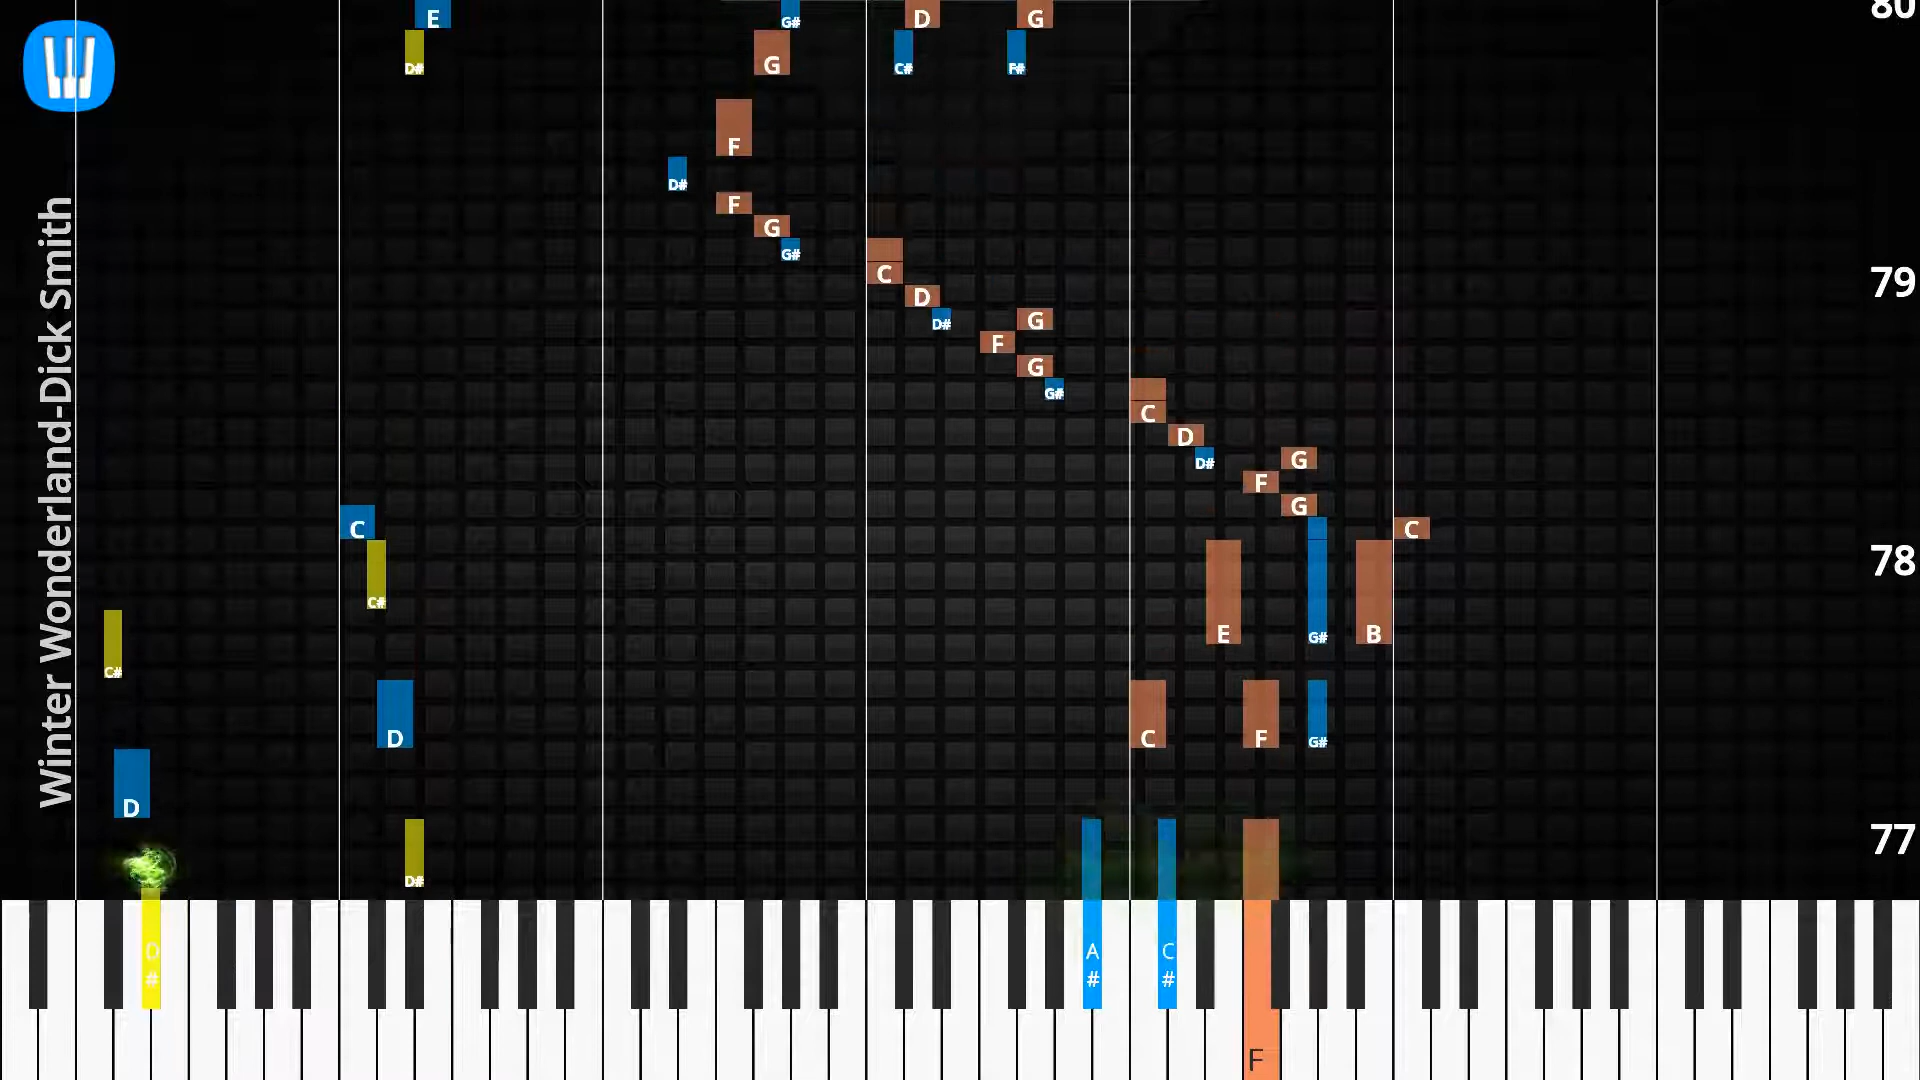 Winter Wonderland-Dick Smith
E G# D G 80
D# G C# F#
F
D#
F
G
G#
C 79
D
D# G
F
G
G#
C
D
D# G
F
G
C C 78
C#
E G# B
C#
D C F G#
D
77
D#
D# A# C#
F